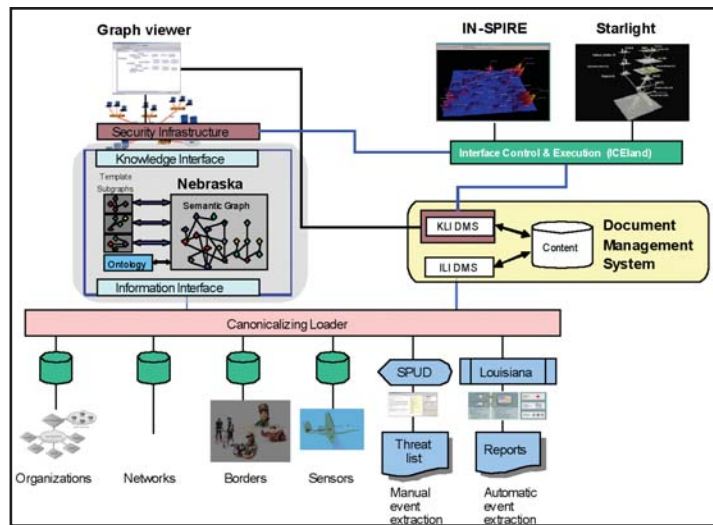 Graph viewer
IN-SPIRE
Starlight
Security Infrastructure
Knowledge Interface
Interface Control & Execution (ICEland)
Template
Subgraphs
Nebraska
Semantic Graph
Ontology
Information Interface
KLI DMS
ILI DMS
Content
Document
Management
System
Canonicalizing Loader
SPUD
Louisiana
Threat
list
Reports
Organizations
Networks
Borders
Sensors
Manual
event
extraction
Automatic
event
extraction